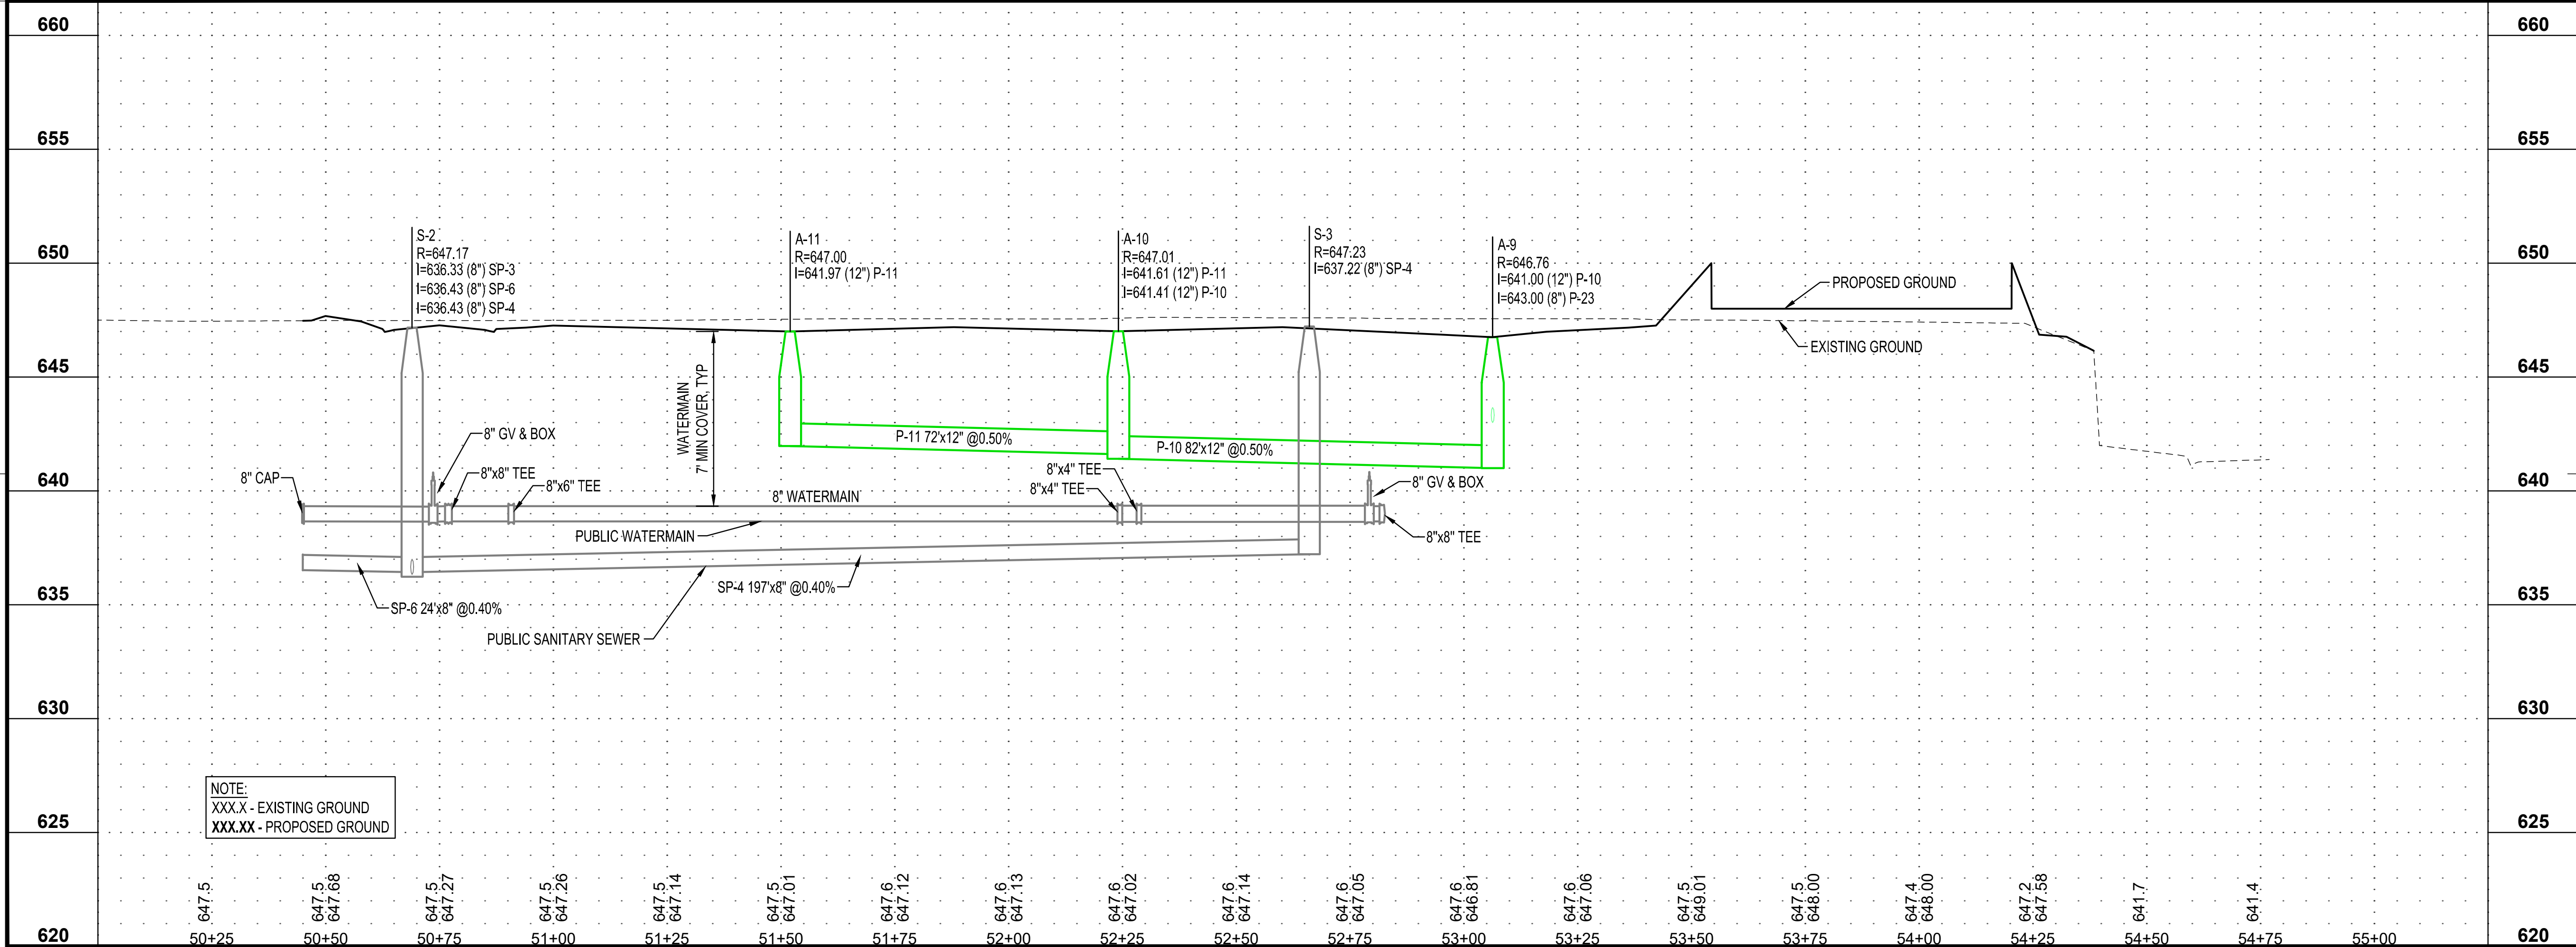 660
660
655
655
650
650
645
645
640
640
635
635
630
630
625
625
620
620
S-2
R=647.17
I=636.33 (8") SP-3
I=636.43 (8") SP-6
I=636.43 (8") SP-4
A-11
R=647.00
I=641.97 (12") P-11
A-10
R=647.01
I=641.61 (12") P-11
I=641.41 (12") P-10
S-3
R=647.23
I=637.22 (8") SP-4
A-9
R=646.76
I=641.00 (12") P-10
I=643.00 (8") P-23
PROPOSED GROUND
EXISTING GROUND
WATERMAIN
7' MIN COVER, TYP
8" GV & BOX
8"x8" TEE
8"x6" TEE
8" CAP
P-11 72'x12" @0.50%
P-10 82'x12" @0.50%
8" WATERMAIN
8"x4" TEE
8"x4" TEE
8" GV & BOX
8"x8" TEE
PUBLIC WATERMAIN
SP-4 197'x8" @0.40%
SP-6 24'x8" @0.40%
PUBLIC SANITARY SEWER
NOTE:
XXX.X - EXISTING GROUND
XXX.XX - PROPOSED GROUND
647.5
647.5
647.68
647.5
647.27
647.5
647.26
647.5
647.14
647.5
647.01
647.6
647.12
647.6
647.13
647.6
647.02
647.6
647.14
647.6
647.05
647.6
646.81
647.6
647.06
647.5
649.01
647.5
648.00
647.4
648.00
647.2
647.58
641.7
641.4
50+25
50+50
50+75
51+00
51+25
51+50
51+75
52+00
52+25
52+50
52+75
53+00
53+25
53+50
53+75
54+00
54+25
54+50
54+75
55+00